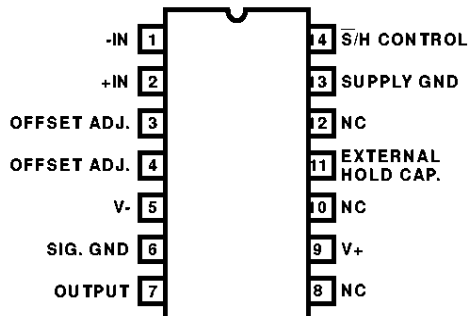 -IN 1 14 S̅/H CONTROL
+IN 2 13 SUPPLY GND
OFFSET ADJ. 3 12 NC
OFFSET ADJ. 4 11 EXTERNAL
HOLD CAP.
V- 5 10 NC
SIG. GND 6 9 V+
OUTPUT 7 8 NC